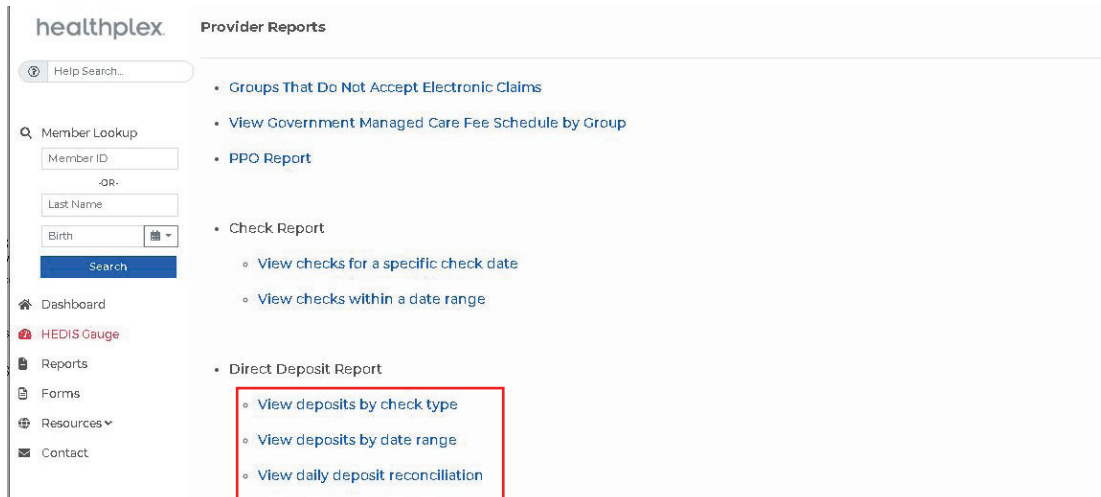 healthplex.
Help Search...
Member Lookup
Member ID
-OR-
Last Name
Birth
Search
Dashboard
HEDIS Gauge
Reports
Forms
Resources
Contact
Provider Reports
Groups That Do Not Accept Electronic Claims
View Government Managed Care Fee Schedule by Group
PPO Report
Check Report
View checks for a specific check date
View checks within a date range
Direct Deposit Report
View deposits by check type
View deposits by date range
View daily deposit reconciliation